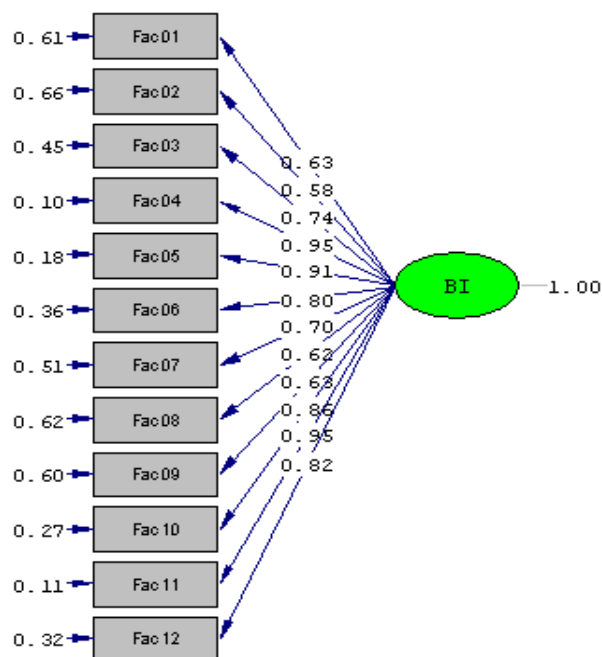 0.61 Fac01
0.66 Fac02
0.45 Fac03
0.63
0.58
0.10 Fac04
0.74
0.95
0.18 Fac05
0.91
BI 1.00
0.36 Fac06
0.80
0.70
0.51 Fac07
0.62
0.63
0.62 Fac08
0.86
0.95
0.60 Fac09
0.82
0.27 Fac10
0.11 Fac11
0.32 Fac12